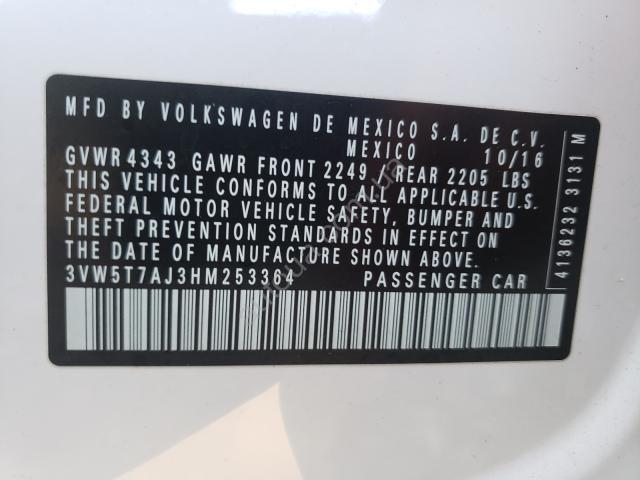 MFD BY VOLKSWAGEN DE MEXICO S.A. DE C.V.
MEXICO 10/16
GVWR 4343 GAWR FRONT 2249 / REAR 2205 LBS
THIS VEHICLE CONFORMS TO ALL APPLICABLE U.S.
FEDERAL MOTOR VEHICLE SAFETY, BUMPER AND
THEFT PREVENTION STANDARDS IN EFFECT ON
THE DATE OF MANUFACTURE SHOWN ABOVE.
3VW5T7AJ3HM253364 PASSENGER CAR
4136232 3131 M